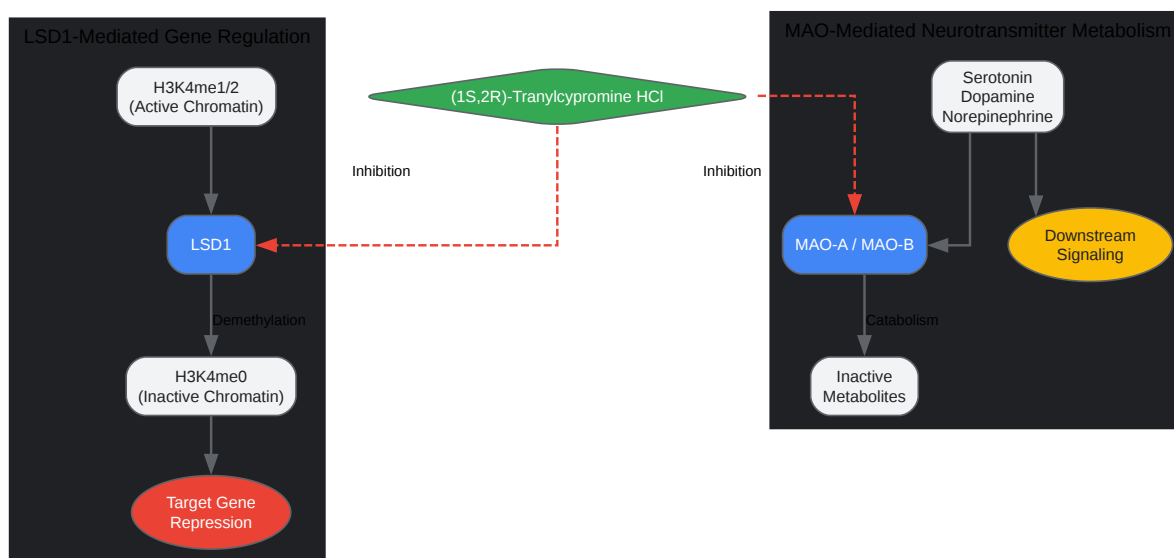 LSD1-Mediated Gene Regulation
H3K4me1/2
(Active Chromatin)
LSD1
Demethylation
H3K4me0
(Inactive Chromatin)
Target Gene
Repression
(1S,2R)-Tranylcypromine HCl
Inhibition
Inhibition
MAO-Mediated Neurotransmitter Metabolism
Serotonin
Dopamine
Norepinephrine
MAO-A / MAO-B
Downstream
Signaling
Catabolism
Inactive
Metabolites